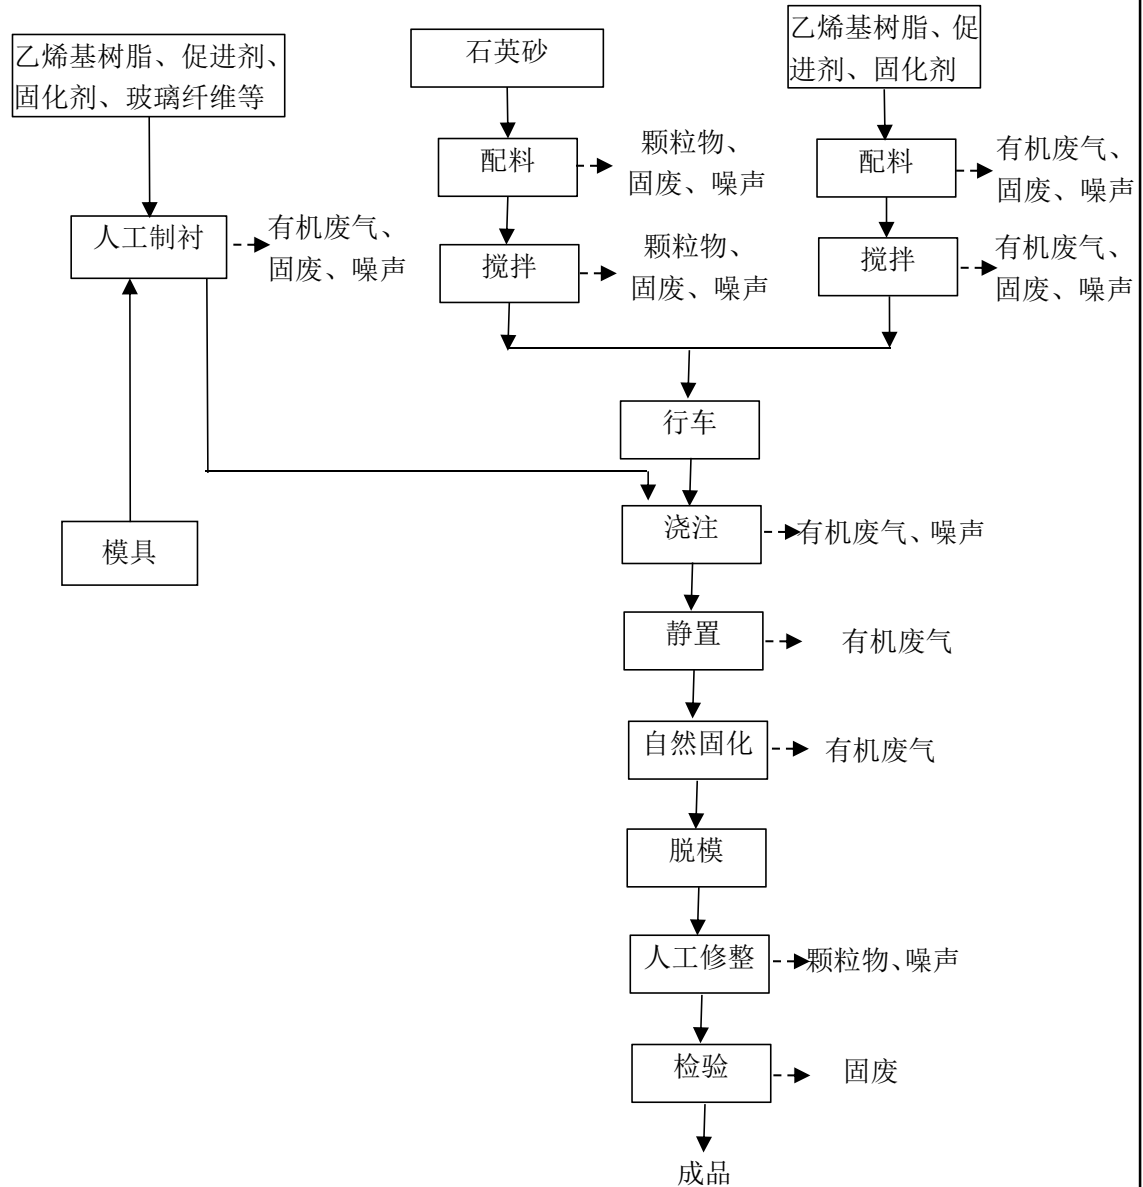 乙烯基树脂、促进剂、
固化剂、玻璃纤维等
石英砂
乙烯基树脂、促
进剂、固化剂
配料
颗粒物、
固废、噪声
配料
有机废气、
固废、噪声
人工制衬
有机废气、
固废、噪声
搅拌
颗粒物、
固废、噪声
搅拌
有机废气、
固废、噪声
行车
模具
浇注
有机废气、噪声
静置
有机废气
自然固化
有机废气
脱模
人工修整
颗粒物、噪声
检验
固废
成品